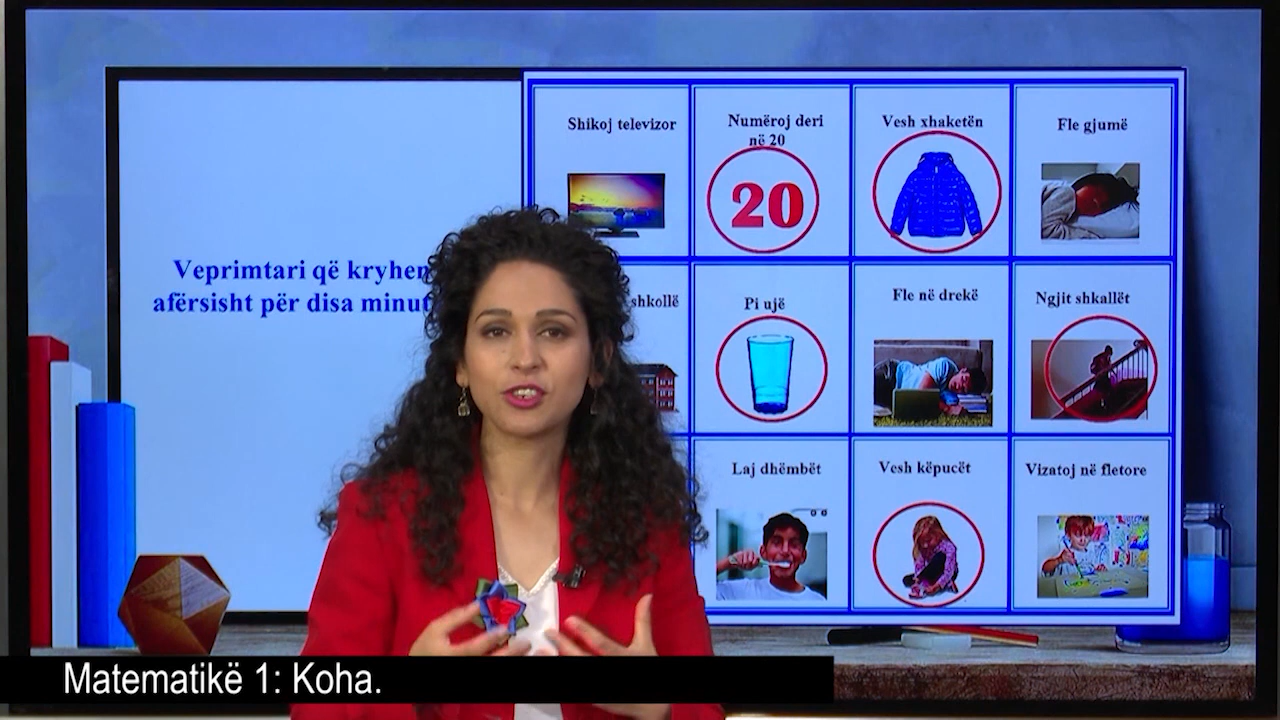 Veprimtari që kryhen
afërsisht për disa
Shikoj televizor
Numëroj deri
në 20
20
Vesh xhaketën
Fle gjumë
shkollë
Pi ujë
Fle në drekë
Ngjit shkallët
Laj dhëmbët
Vesh këpucët
Vizatoj në fletore
Matematikë 1: Koha.